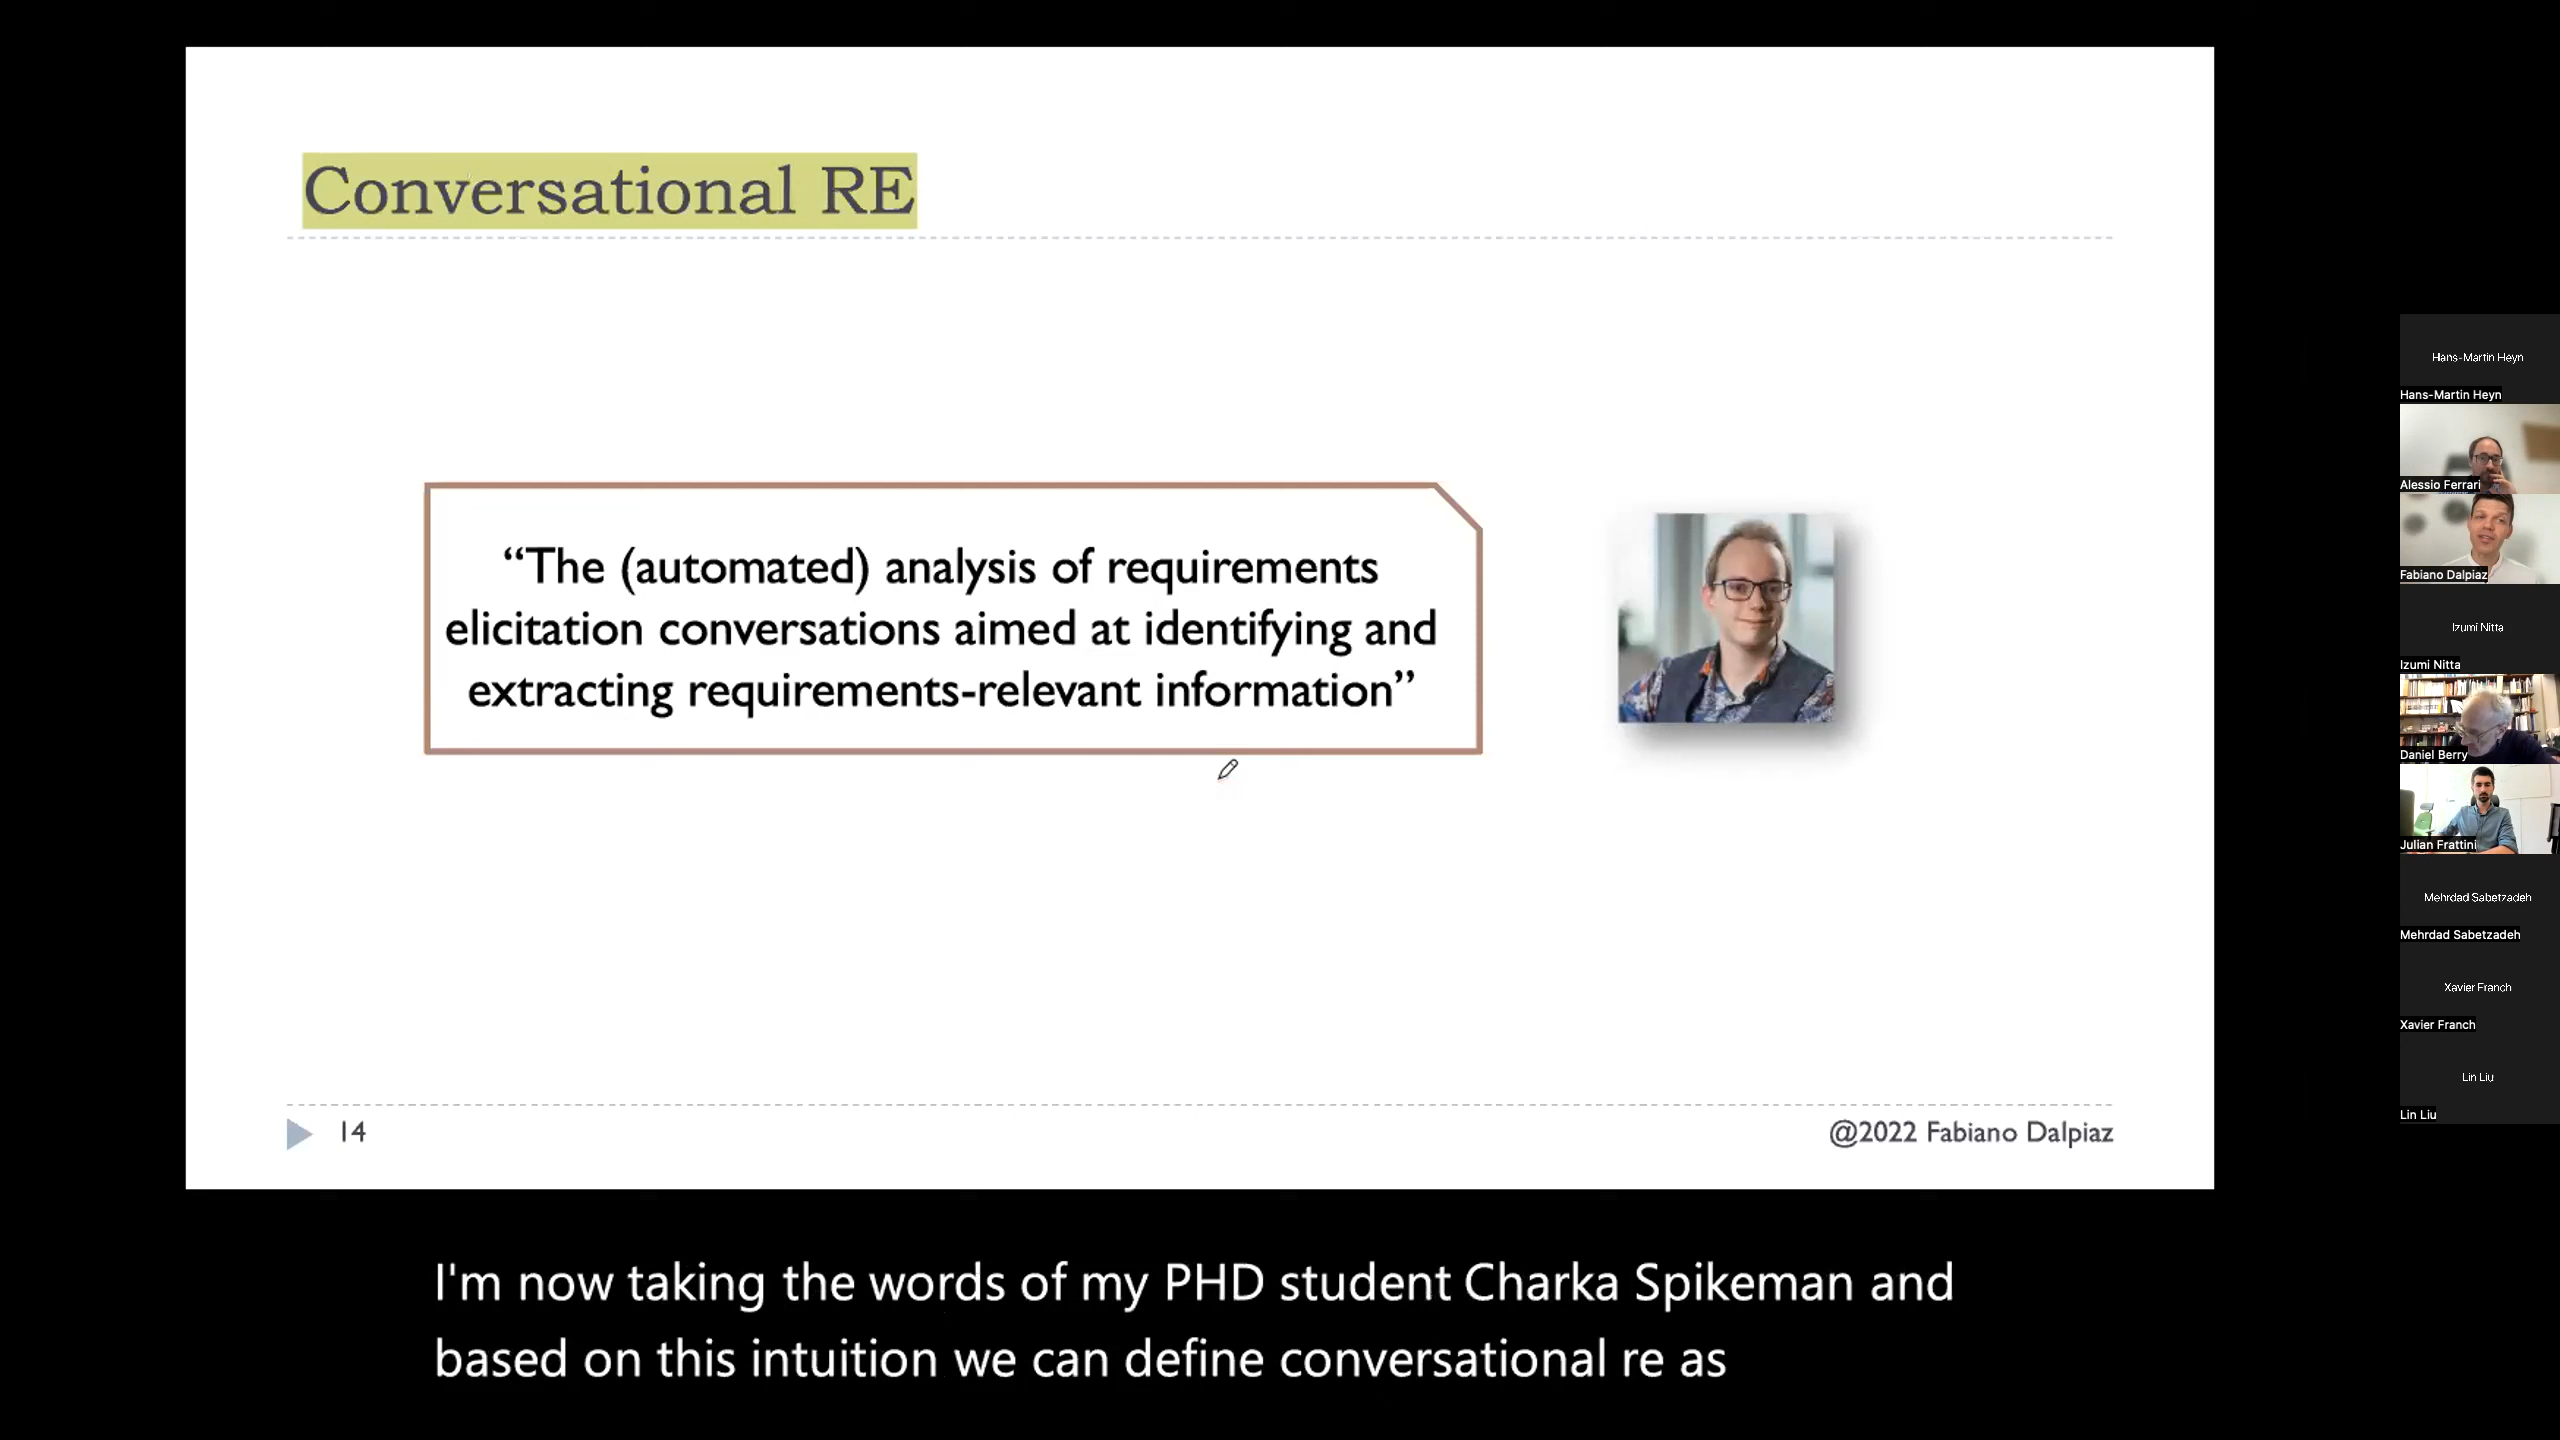 Conversational RE
“The (automated) analysis of requirements
elicitation conversations aimed at identifying and
extracting requirements-relevant information”
14
@2022 Fabiano Dalpiaz
Hans-Martin Heyn
Hans-Martin Heyn
Alessio Ferrari
Fabiano Dalpiaz
Izumi Nitta
Izumi Nitta
Daniel Berry
Julian Frattini
Mehrdad Sabetzadeh
Mehrdad Sabetzadeh
Xavier Franch
Xavier Franch
Lin Liu
Lin Liu
I'm now taking the words of my PHD student Charka Spikeman and
based on this intuition we can define conversational re as